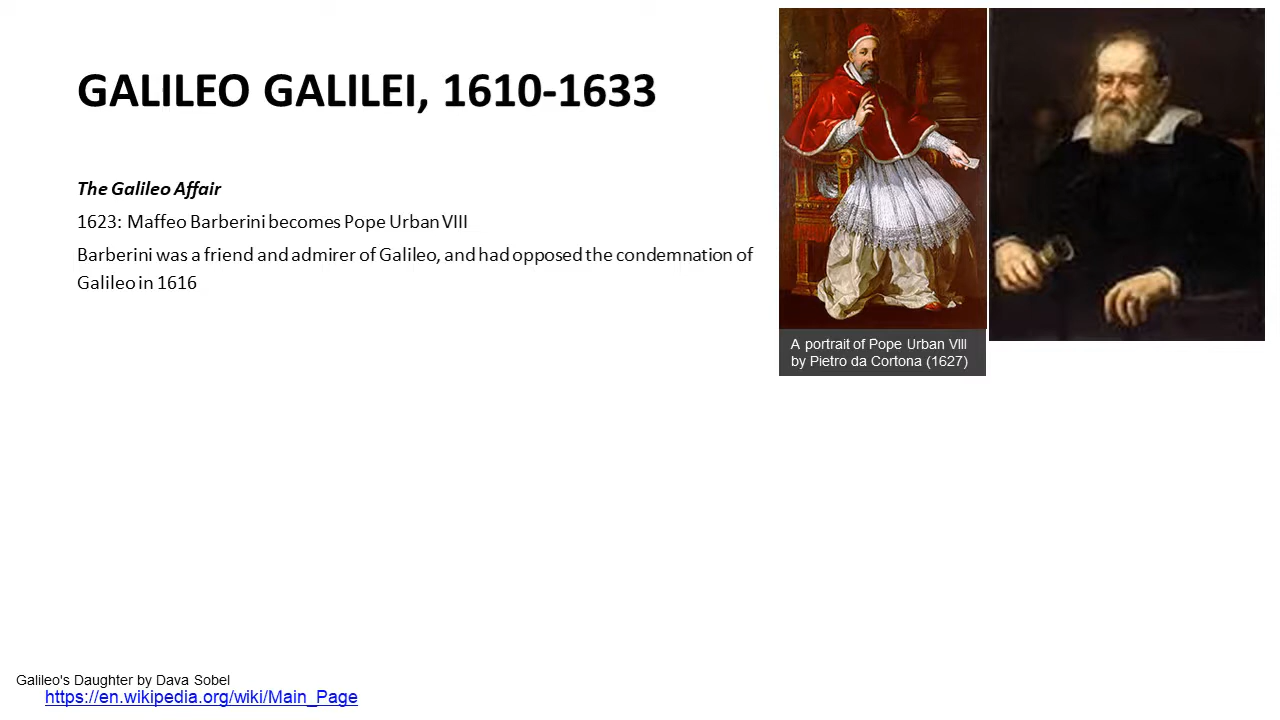 GALILEO GALILEI, 1610-1633
The Galileo Affair
1623: Maffeo Barberini becomes Pope Urban VIII
Barberini was a friend and admirer of Galileo, and had opposed the condemnation of
Galileo in 1616
A portrait of Pope Urban VIII
by Pietro da Cortona (1627)
Galileo's Daughter by Dava Sobel
https://en.wikipedia.org/wiki/Main_Page